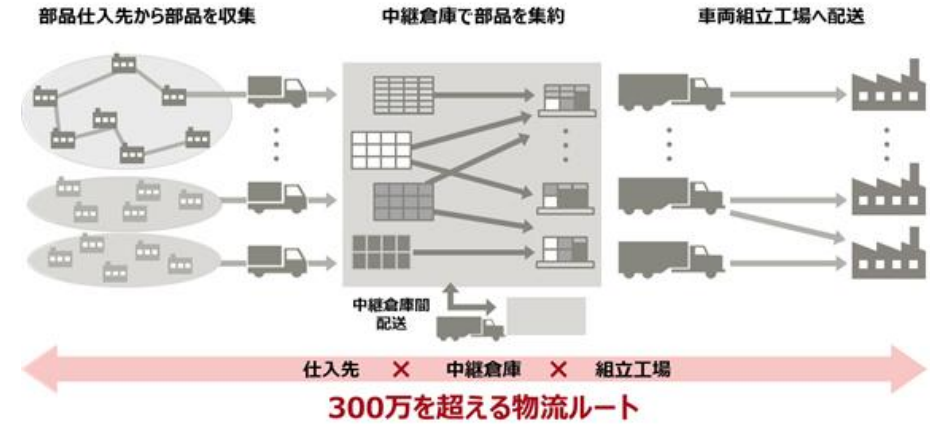 部品仕入先から部品を収集
中継倉庫で部品を集約
車両組立工場へ配送
中継倉庫間
配送
仕入先 × 中継倉庫 × 組立工場
300万を超える物流ルート